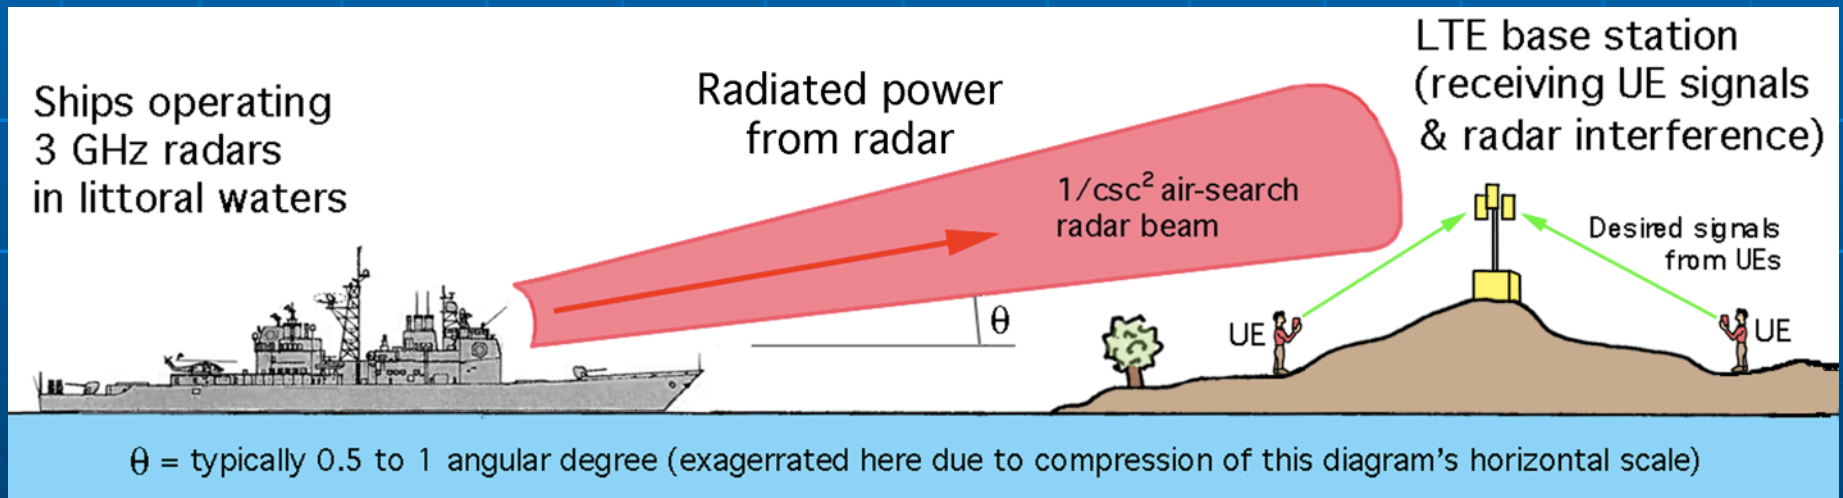 Ships operating
3 GHz radars
in littoral waters
Radiated power
from radar
1/csc² air-search
radar beam
θ
LTE base station
(receiving UE signals
& radar interference)
Desired signals
from UEs
UE
UE
θ = typically 0.5 to 1 angular degree (exagerrated here due to compression of this diagram's horizontal scale)